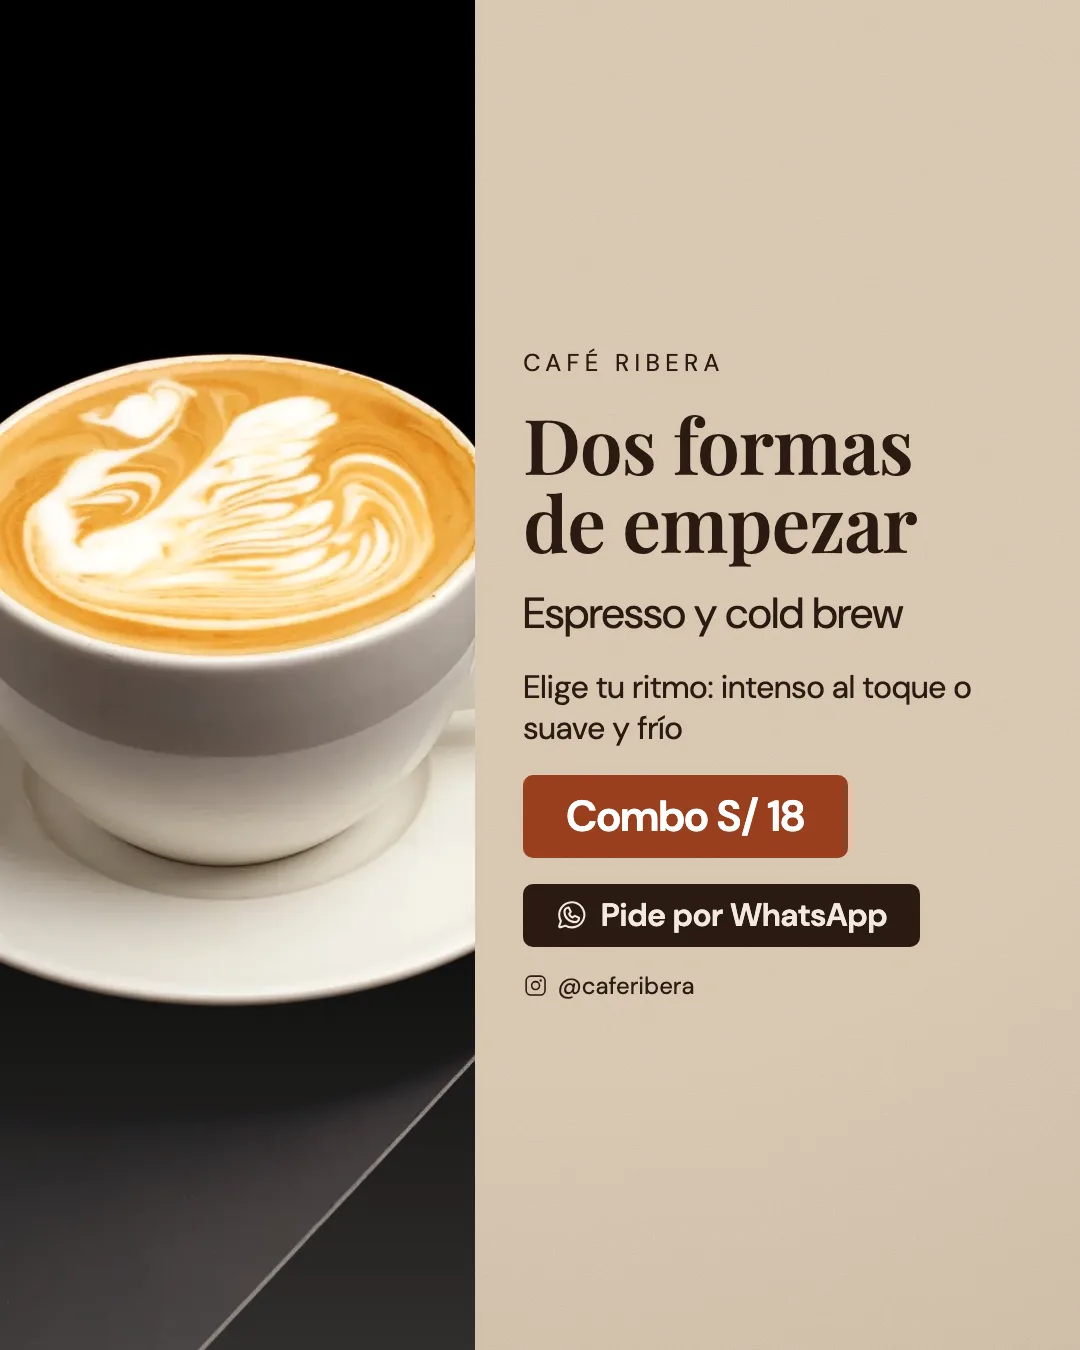 CAFÉ RIBERA
Dos formas
de empezar
Espresso y cold brew
Elige tu ritmo: intenso al toque o
suave y frío
Combo S/ 18
Pide por WhatsApp
@caferibera